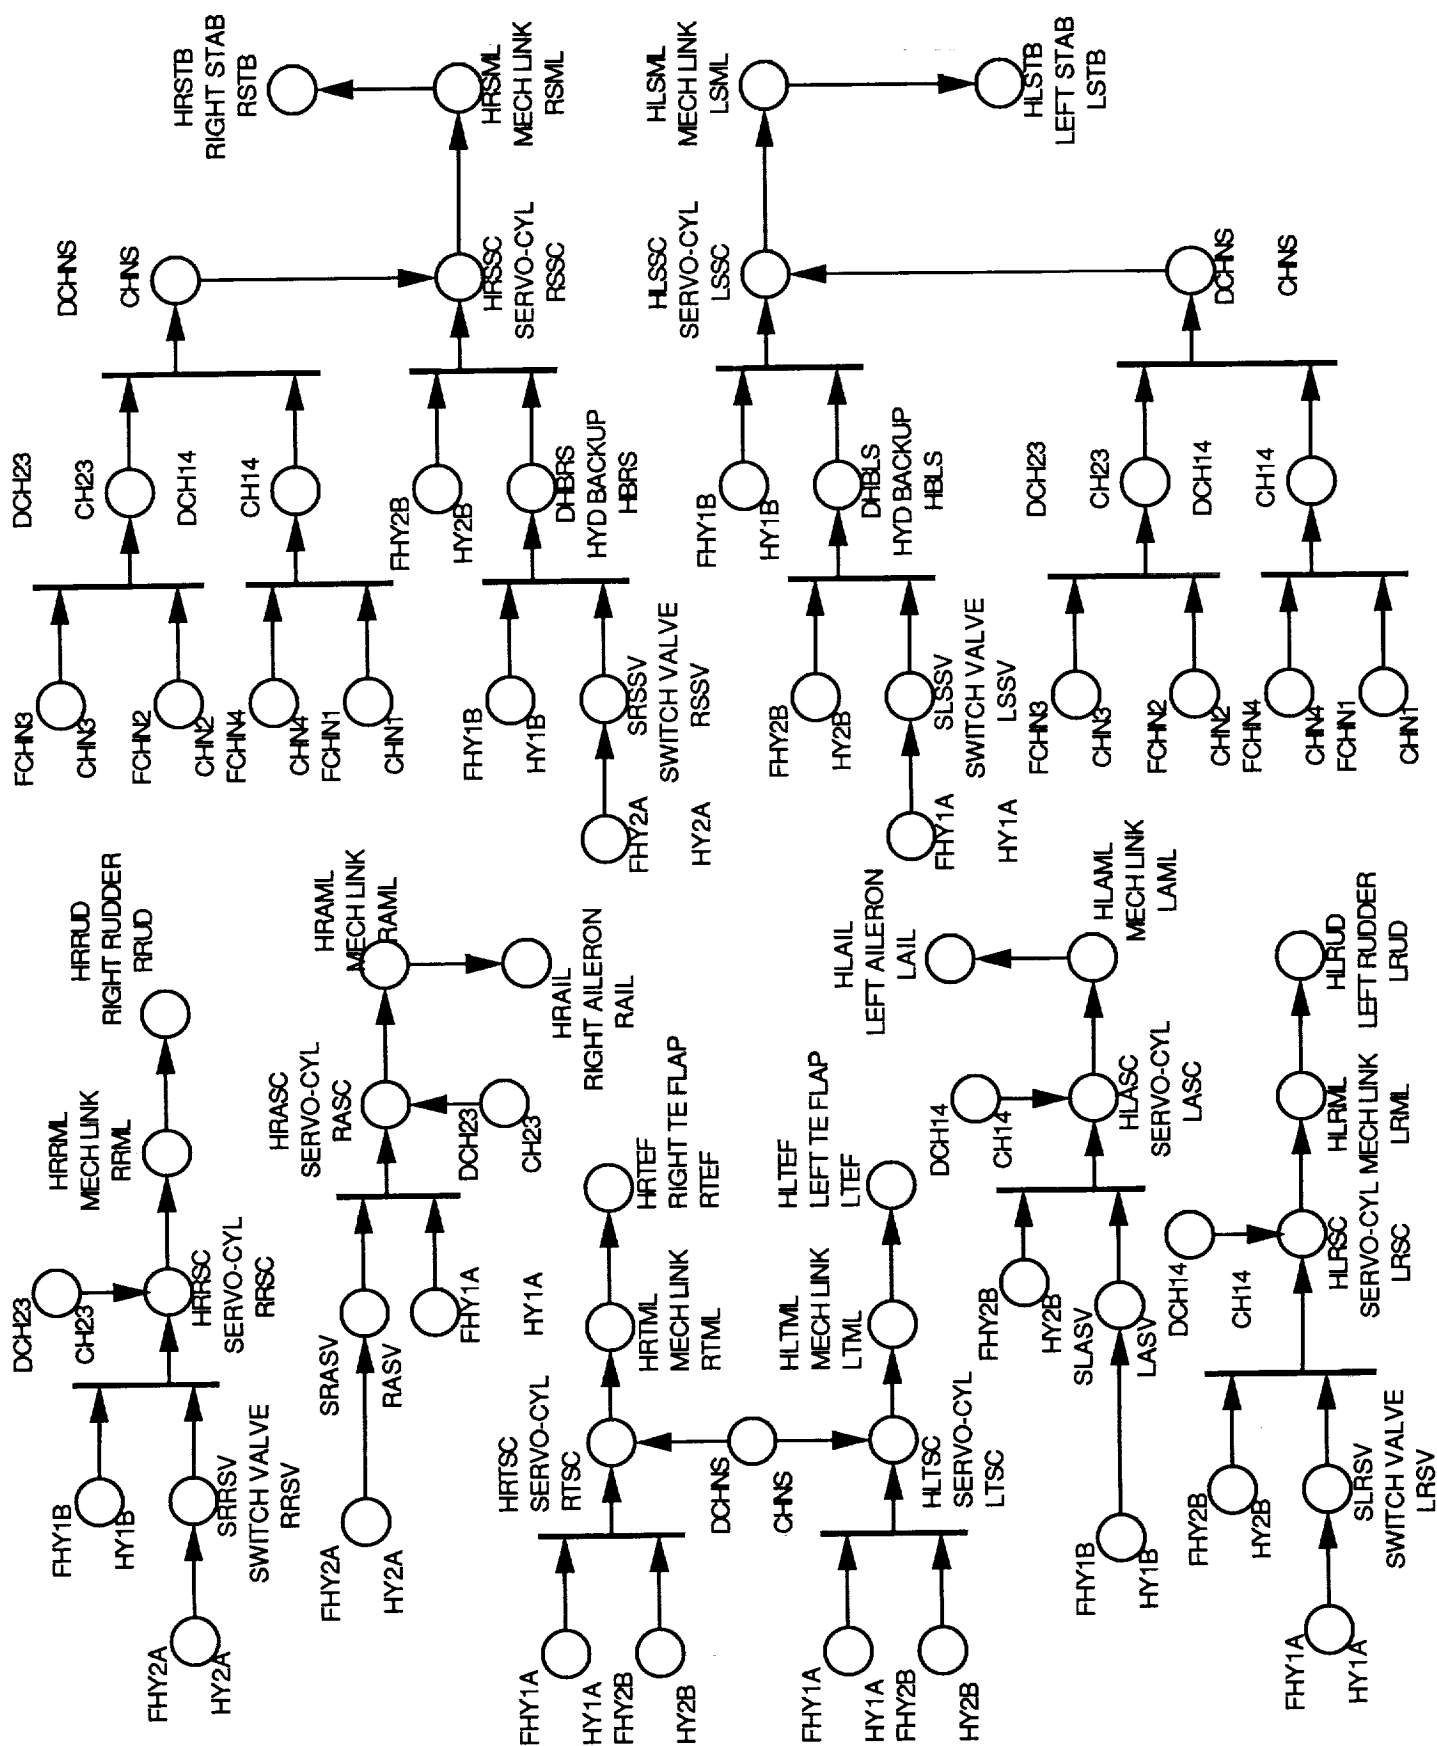 HRSTB
RIGHT STAB
RSTB
HRSML
MECH LINK
RSML
HLSML
MECH LINK
LSML
HLSTB
LEFT STAB
LSTB
DCHNS
CHNS
HRSSC
SERVO-CYL
RSSC
HLSSC
SERVO-CYL
LSSC
DCHNS
CHNS
DCH23
CH23
DCH14
CH14
FHY2B
HY2B
DHBRS
HYD BACKUP
HBRS
FHY1B
HY1B
DHBLS
HYD BACKUP
HBLS
DCH23
CH23
DCH14
CH14
FCHN3
CHN3
FCHN2
CHN2
FCHN4
CHN4
FCHN1
CHN1
FHY1B
HY1B
SRSSV
SWITCH VALVE
RSSV
FHY2B
HY2B
SLSSV
SWITCH VALVE
LSSV
FCHN3
CHN3
FCHN2
CHN2
FCHN4
CHN4
FCHN1
CHN1
FHY2A
HY2A
FHY1A
HY1A
HRRUD
RIGHT RUDDER
RRUD
HRAML
MECH LINK
RAML
HRAIL
RIGHT AILERON
RAIL
HLAIL
LEFT AILERON
LAIL
HLAML
MECH LINK
LAML
HLRUD
LEFT RUDDER
LRUD
HRRML
MECH LINK
RRML
HRASC
SERVO-CYL
RASC
DCH23
CH23
HRTEF
RIGHT TE FLAP
RTEF
HLTEF
LEFT TE FLAP
LTEF
DCH14
CH14
HLASC
SERVO-CYL
LASC
HLRML
MECH LINK
LRML
DCH23
CH23
HRRSC
SERVO-CYL
RRSC
SRASV
RASV
FHY1A
HY1A
HRTML
MECH LINK
RTML
HLTML
MECH LINK
LTML
FHY2B
HY2B
SLASV
LASV
DCH14
CH14
HLRSC
SERVO-CYL
LRSC
FHY1B
HY1B
SRRSV
SWITCH VALVE
RRSV
FHY2A
HY2A
HRTSC
SERVO-CYL
RTSC
DCHNS
CHNS
HLTSC
SERVO-CYL
LTSC
FHY1B
HY1B
FHY2B
HY2B
SLRSV
SWITCH VALVE
LRSV
FHY2A
HY2A
FHY1A
HY1A
FHY2B
HY2B
FHY1A
HY1A
FHY2B
HY2B
FHY1A
HY1A